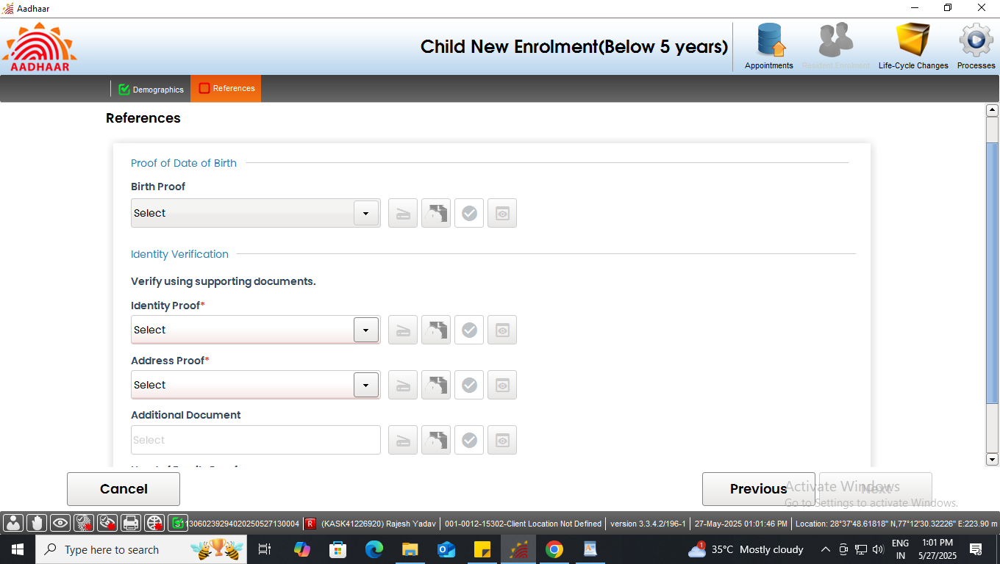 Aadhaar
AADHAAR
Child New Enrolment(Below 5 years)
Appointments
Resident Enrolment
Life-Cycle Changes
Processes
Demographics
References
References
Proof of Date of Birth
Birth Proof
Select
Identity Verification
Verify using supporting documents.
Identity Proof*
Select
Address Proof*
Select
Additional Document
Select
Cancel
Previous
Next
Activate Windows
Go to Settings to activate Windows.
13060239294020250527130004
R
(KASK41226920) Rajesh Yadav
001-0012-15302-Client Location Not Defined
version 3.3.4.2/196-1
27-May-2025 01:01:46 PM
Location: 28°37'48.61818" N,77°12'30.32226" E:223.90 m
Type here to search
1
35°C Mostly cloudy
ENG
IN
1:01 PM
5/27/2025